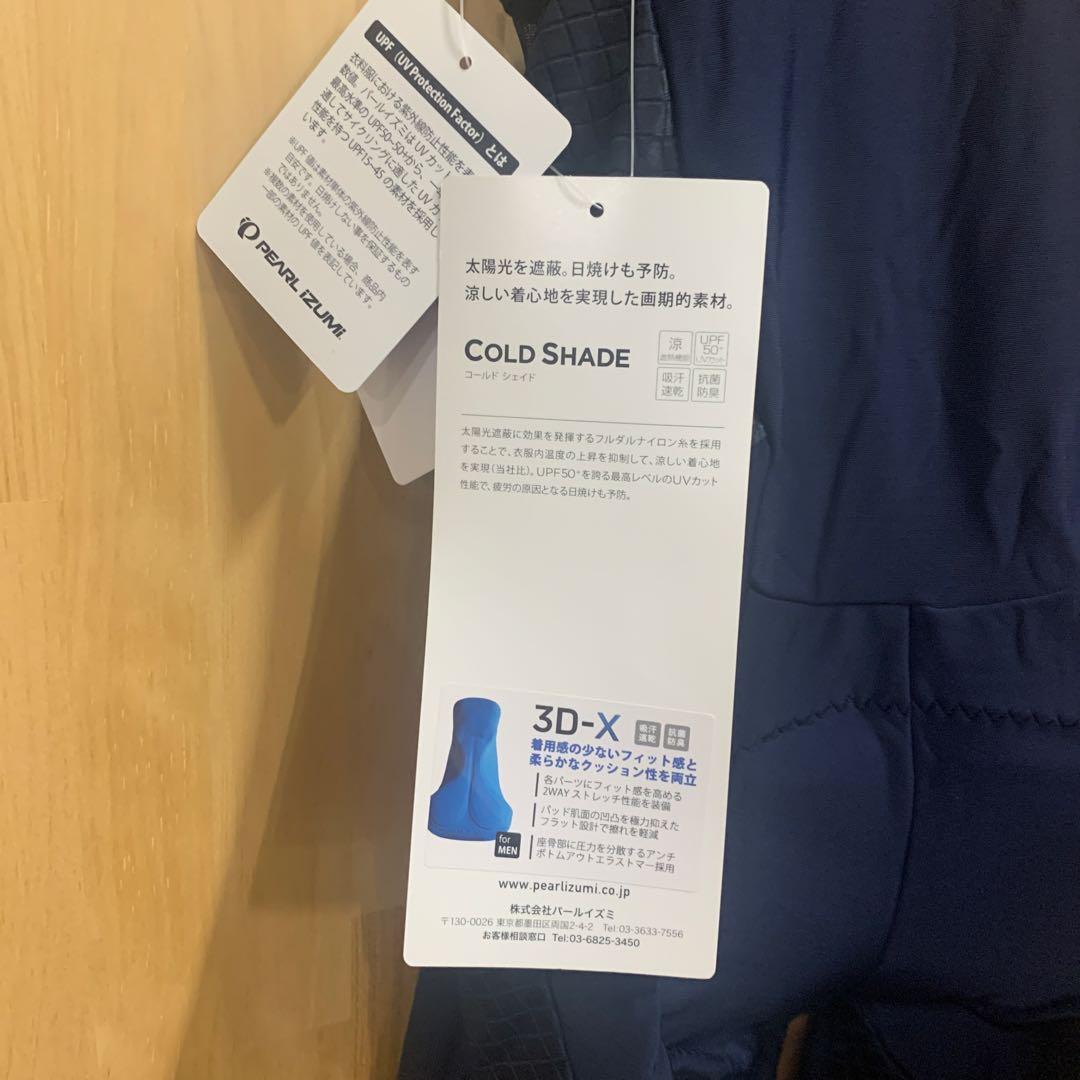 UPF（UV Protection Factor）とは
衣料服における紫外線防止性能を表
数値。パールイズミはUVカッ
最高水準のUPF50~50+から、
通してサイクリングに適したUVカ
性能を持つUPF15~45の素材を採用し
います。
※UPF値は素材単体の紫外線防止性能を表す
目安です。日焼けしない事を保証するもの
ではありません。
※複数の素材を使用している場合、商品内
一部の素材のUPF値を表記しています。
PEARL iZUMi
太陽光を遮蔽。日焼けも予防。
涼しい着心地を実現した画期的素材。
COLD SHADE
コールド シェイド
涼
遮熱機能
UPF
50+
UVカット
吸汗
速乾
抗菌
防臭
太陽光遮蔽に効果を発揮するフルダルナイロン糸を採用
することで、衣服内温度の上昇を抑制して、涼しい着心地
を実現（当社比）。UPF50+を誇る最高レベルのUVカット
性能で、疲労の原因となる日焼けも予防。
3D-X
吸汗
速乾
抗菌
防臭
着用感の少ないフィット感と
柔らかなクッション性を両立
各パーツにフィット感を高める
2WAYストレッチ性能を装備
パッド肌面の凹凸を極力抑えた
フラット設計で擦れを軽減
座骨部に圧力を分散するアンチ
ボトムアウトエラストマー採用
for
MEN
www.pearlizumi.co.jp
株式会社パールイズミ
〒130-0026 東京都墨田区両国2-4-2 Tel:03-3633-7556
お客様相談窓口 Tel:03-6825-3450